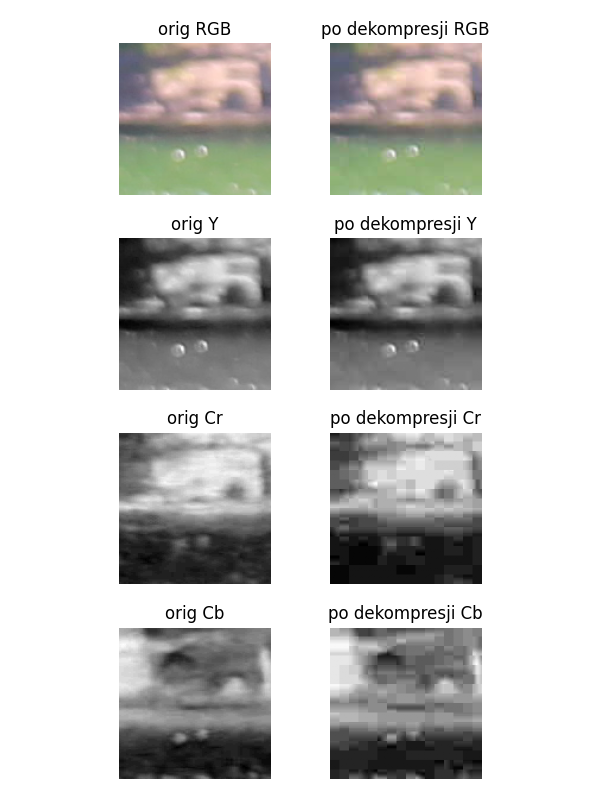 orig RGB
po dekompresji RGB
orig Y
po dekompresji Y
orig Cr
po dekompresji Cr
orig Cb
po dekompresji Cb